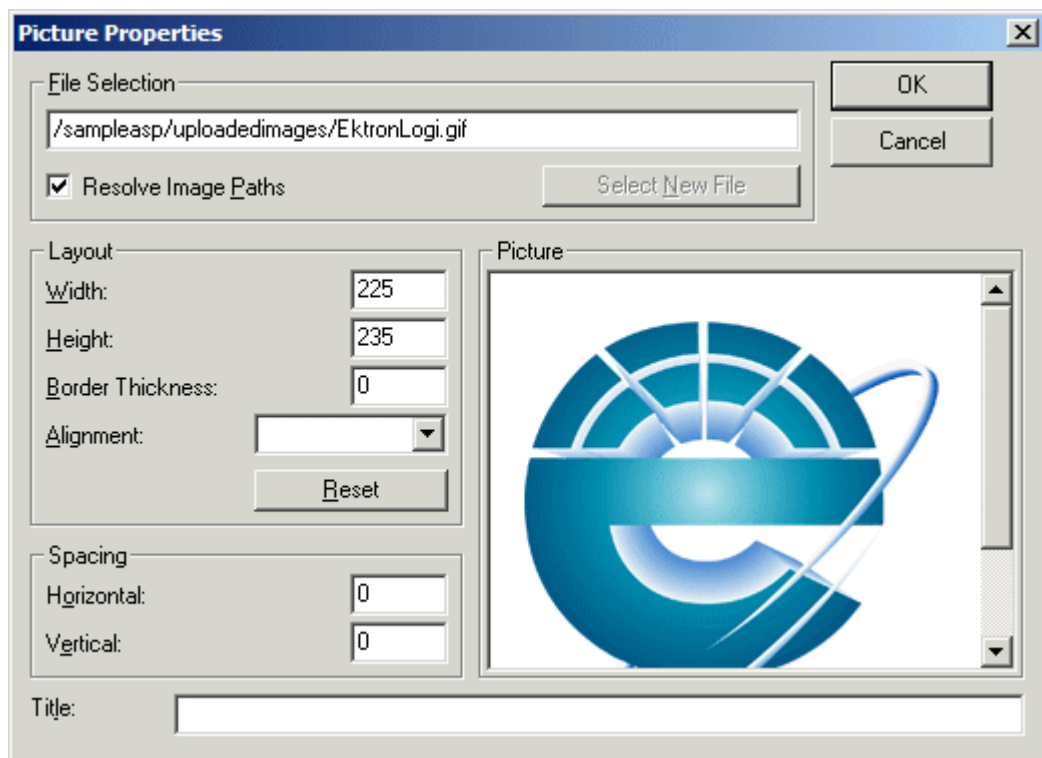 Picture Properties
File Selection
OK
/sampleasp/uploadedimages/EktronLogi.gif
Cancel
Resolve Image Paths
Select New File
Layout
Picture
Width: 225
Height: 235
Border Thickness: 0
Alignment:
Reset
Spacing
Horizontal: 0
Vertical: 0
Title: